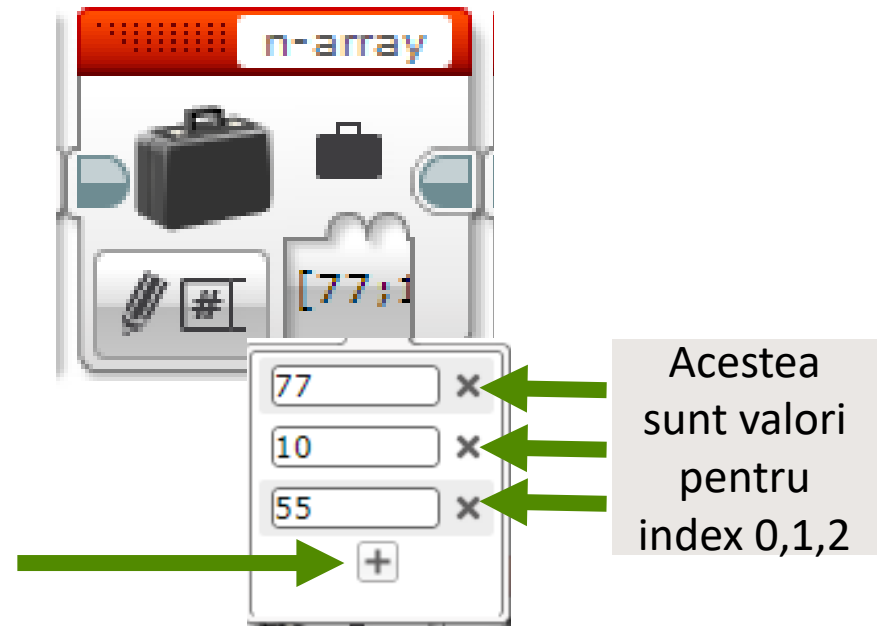 n-array
#
[77;1
77
10
55
Acestea
sunt valori
pentru
index 0,1,2